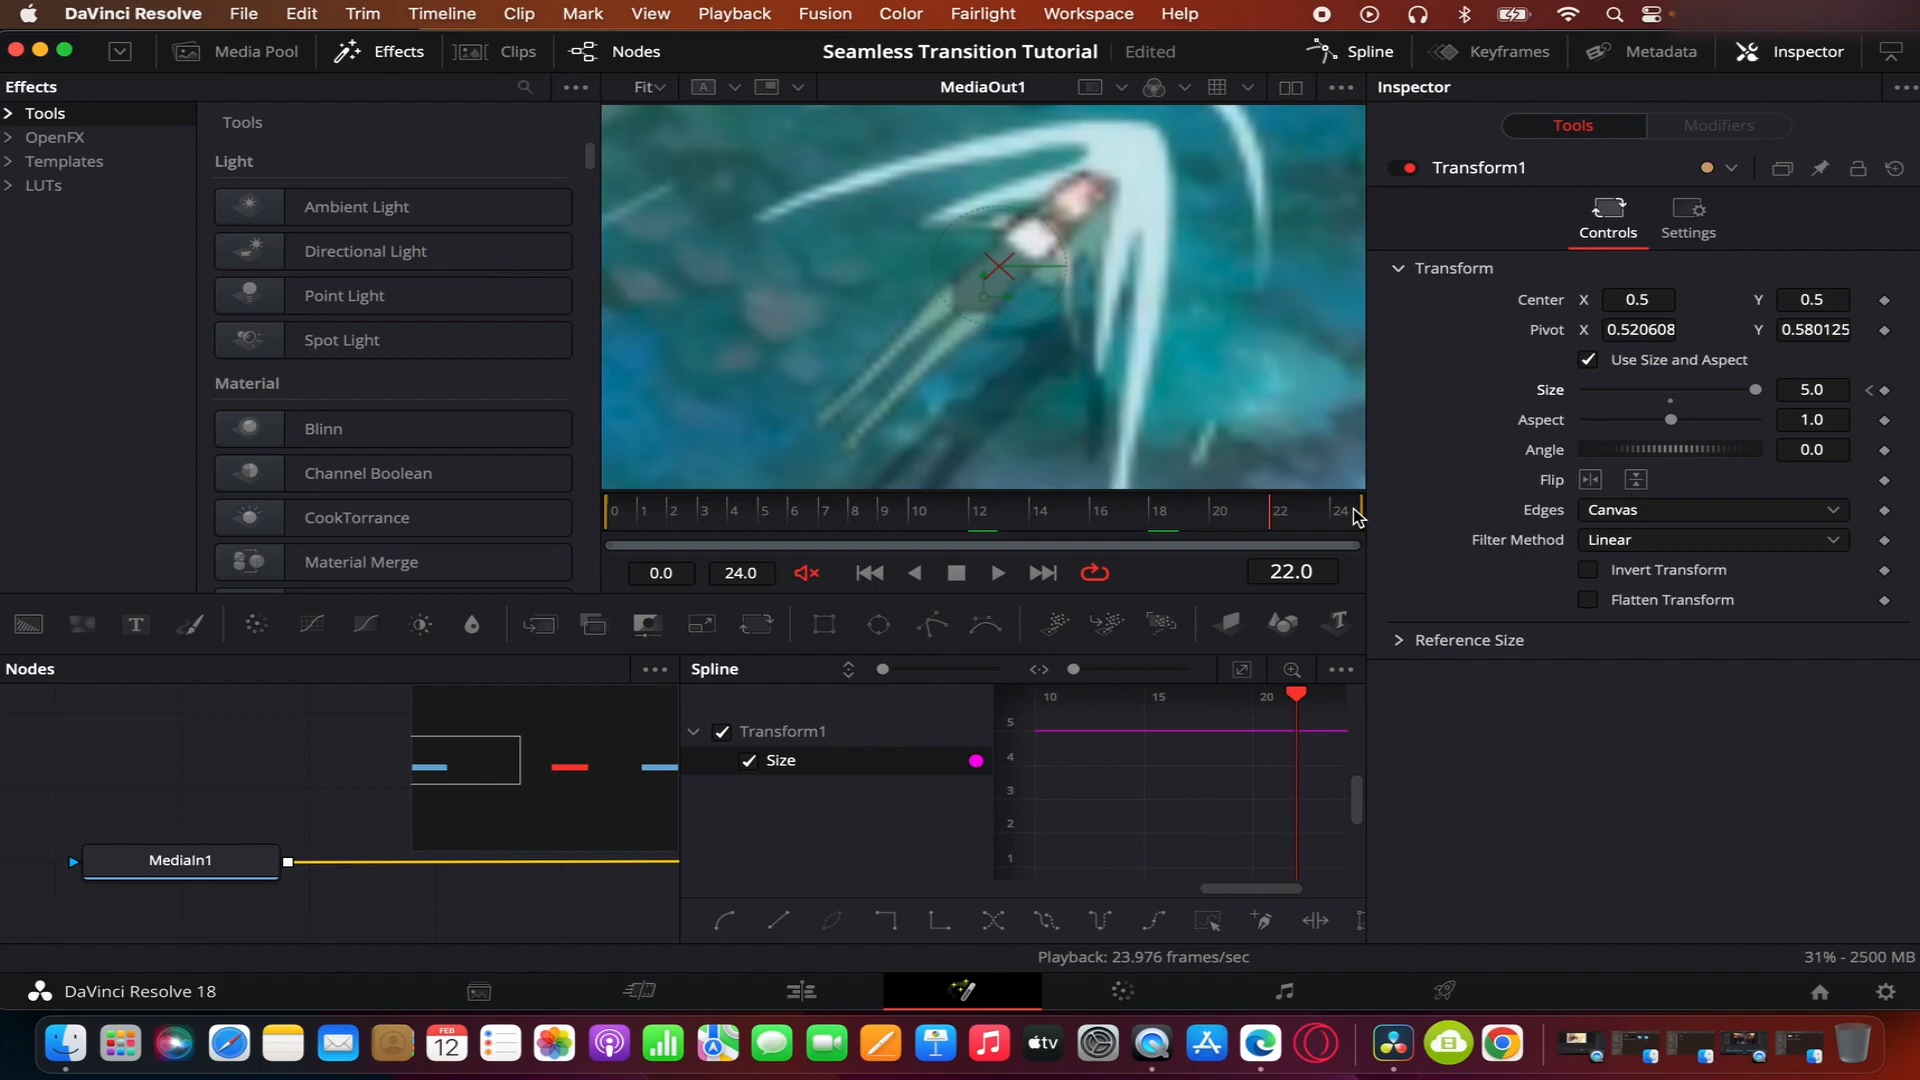 DaVinci Resolve File Edit Trim Timeline Clip Mark View Playback Fusion Color Fairlight Workspace Help
Media Pool Effects Clips Nodes Seamless Transition Tutorial Edited Spline Keyframes Metadata Inspector
Effects Fit A MediaOut1 Inspector
Tools
OpenFX
Templates
LUTs
Tools
Light
Ambient Light
Directional Light
Point Light
Spot Light
Material
Blinn
Channel Boolean
CookTorrance
Material Merge
0 1 2 3 4 5 6 7 8 9 10 12 14 16 18 20 22 24
0.0 24.0 22.0
Tools Modifiers
Transform1
Controls Settings
Transform
Center X 0.5 Y 0.5
Pivot X 0.520608 Y 0.580125
Use Size and Aspect
Size 5.0
Aspect 1.0
Angle 0.0
Flip
Edges Canvas
Filter Method Linear
Invert Transform
Flatten Transform
Reference Size
T T
Nodes
MediaIn1
Spline
Transform1
Size
10 15 20
5
4
3
2
1
Playback: 23.976 frames/sec 31% - 2500 MB
DaVinci Resolve 18
FEB
12
tv